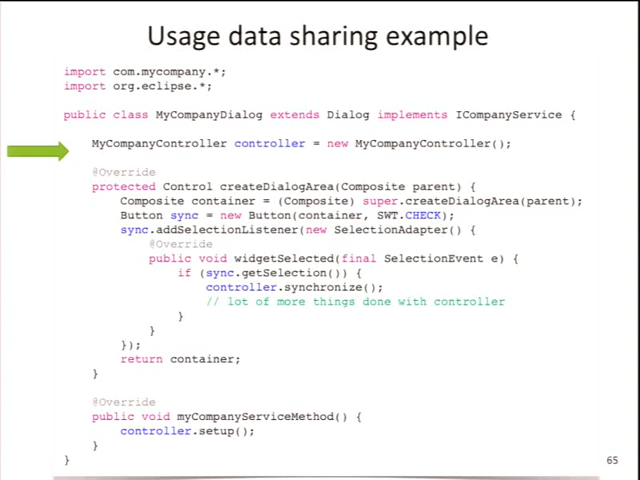 Usage data sharing example
import com.mycompany.*;
import org.eclipse.*;
public class MyCompanyDialog extends Dialog implements ICompanyService {
MyCompanyController controller = new MyCompanyController();
@Override
protected Control createDialogArea(Composite parent) {
Composite container = (Composite) super.createDialogArea(parent);
Button sync = new Button(container, SWT.CHECK);
sync.addSelectionListener(new SelectionAdapter() {
@Override
public void widgetSelected(final SelectionEvent e) {
if (sync.getSelection()) {
controller.synchronize();
// lot of more things done with controller
}
}
});
return container;
}
@Override
public void myCompanyServiceMethod() {
controller.setup();
}
}
65